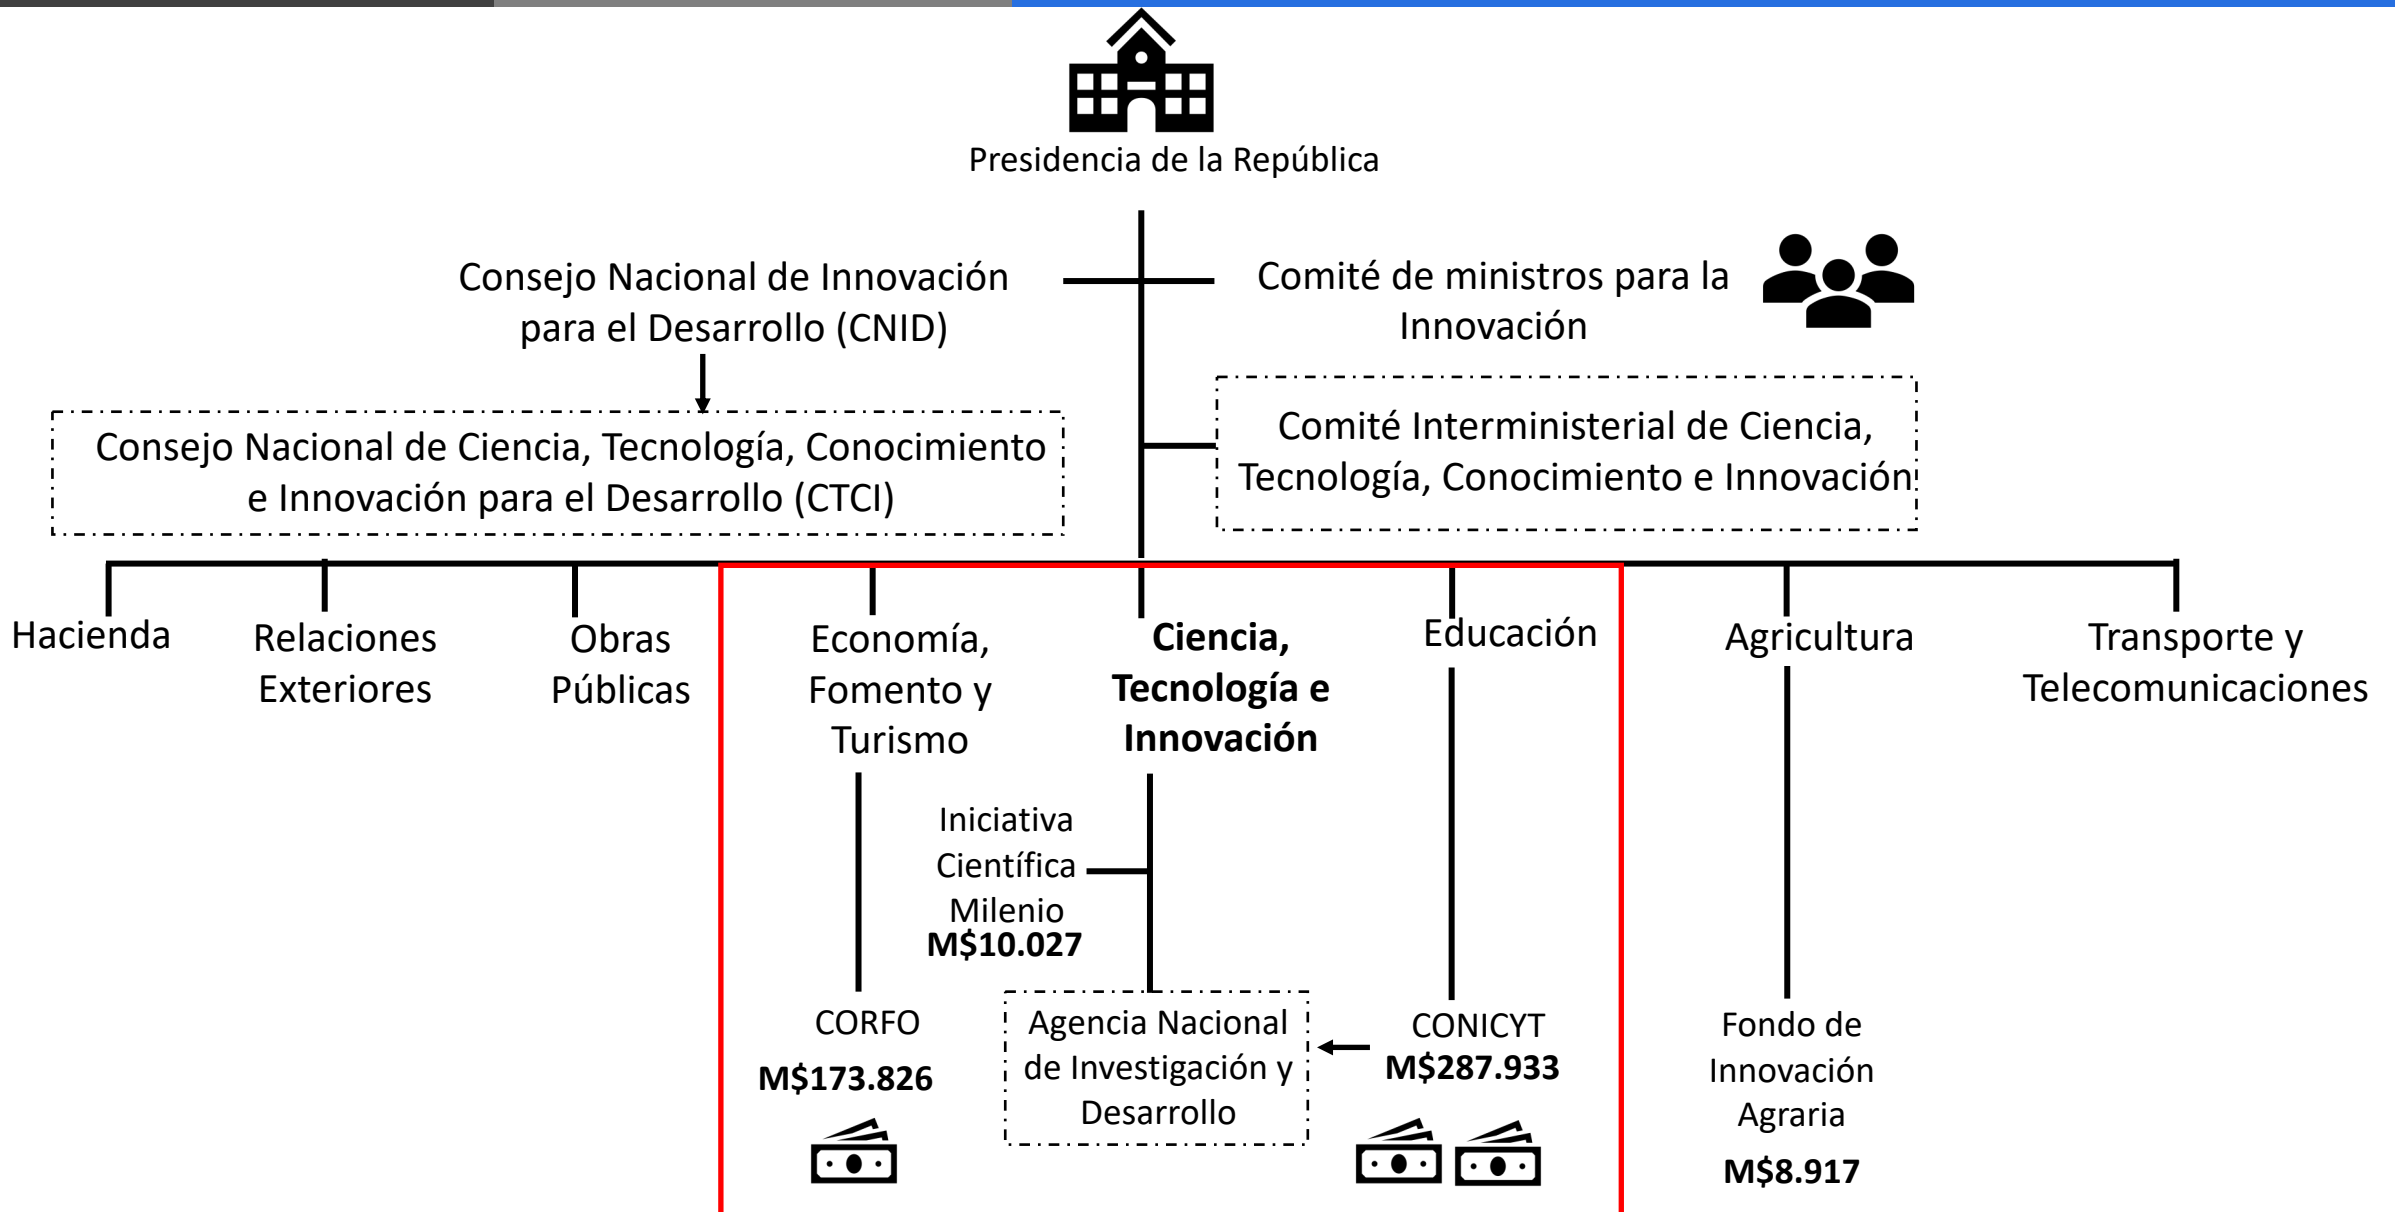 Presidencia de la República
Consejo Nacional de Innovación
para el Desarrollo (CNID)
Comité de ministros para la
Innovación
Consejo Nacional de Ciencia, Tecnología, Conocimiento
e Innovación para el Desarrollo (CTCI)
Comité Interministerial de Ciencia,
Tecnología, Conocimiento e Innovación
Hacienda
Relaciones
Exteriores
Obras
Públicas
Economía,
Fomento y
Turismo
Ciencia,
Tecnología e
Innovación
Educación
Agricultura
Transporte y
Telecomunicaciones
Iniciativa
Científica
Milenio
M$10.027
CORFO
M$173.826
Agencia Nacional
de Investigación y
Desarrollo
CONICYT
M$287.933
Fondo de
Innovación
Agraria
M$8.917